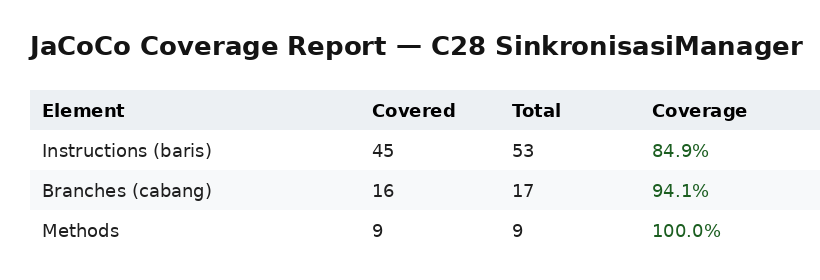 JaCoCo Coverage Report — C28 SinkronisasiManager
Element Covered Total Coverage
Instructions (baris) 45 53 84.9%
Branches (cabang) 16 17 94.1%
Methods 9 9 100.0%